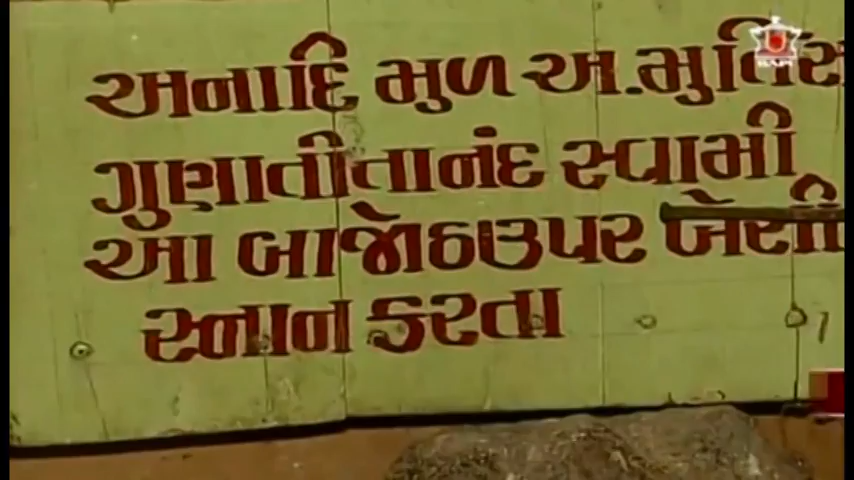 અનાદિ મુળ અ.મુતિસ
ગુણાતીતાનંદ સ્વામી
આ બાજોઠઉપર બેસી
સ્નાન કરતા